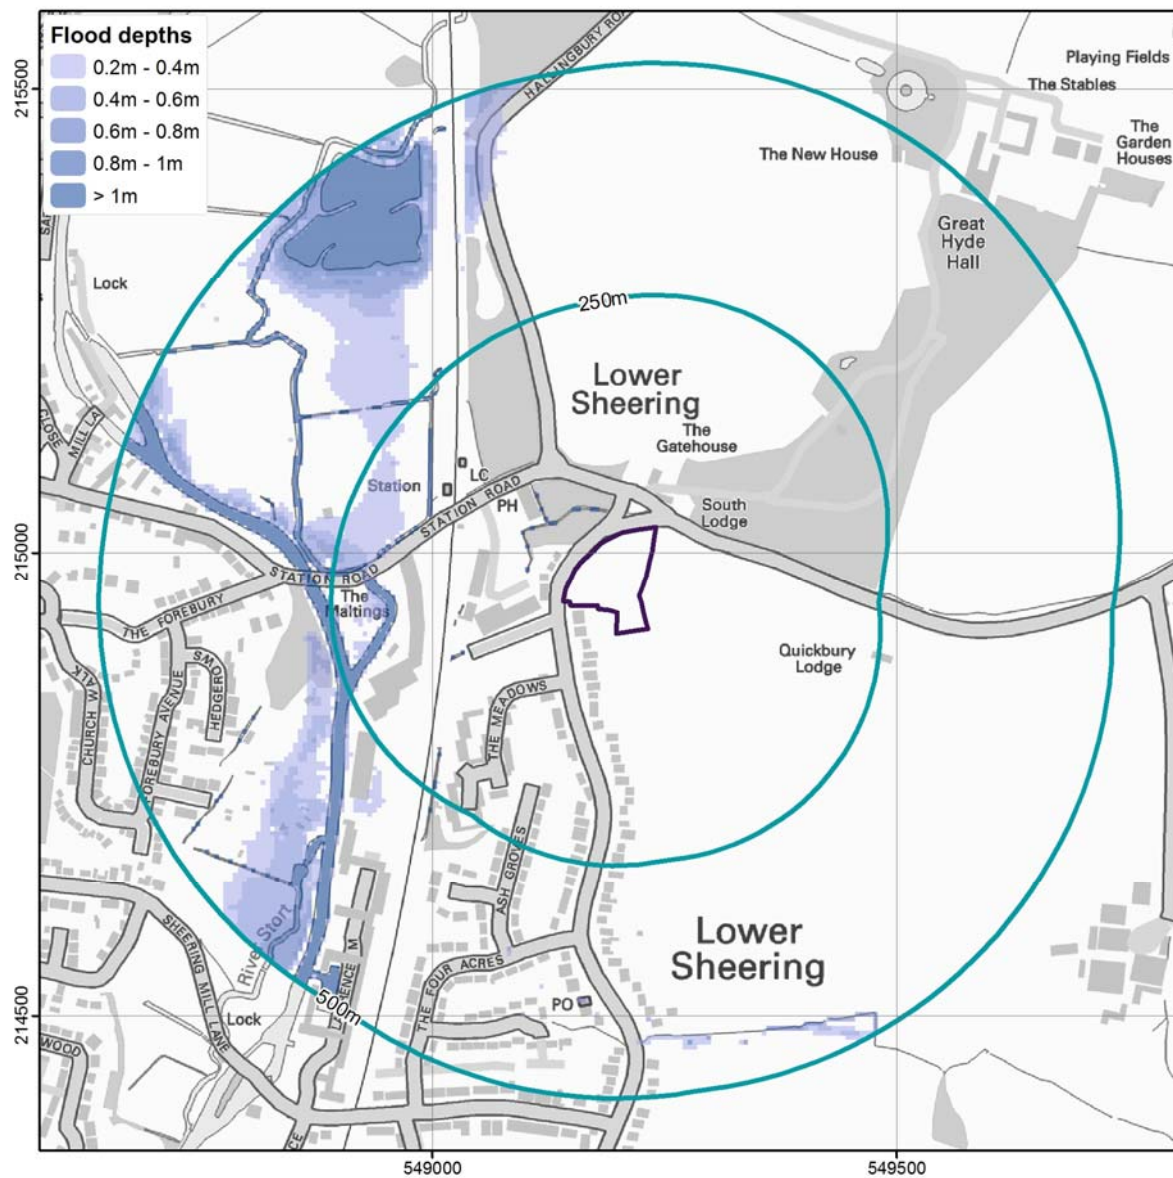 Flood depths
0.2m - 0.4m
0.4m - 0.6m
0.6m - 0.8m
0.8m - 1m
> 1m
HALLINGBURY ROA
Playing Fields
The Stables
The
Garden
Houses
The New House
Great
Hyde
Hall
215500
Lock
250m
Lower
Sheering
The
Gatehouse
CLOSE
MILL LA
LC
Station
PH
STATION ROAD
South
Lodge
215000
STATION ROAD
The
Maltings
THE FOREBURY
Quickbury
Lodge
CHURCH WALK
FOREBURY AVENUE
HEDGEROWS
THE MEADOWS
ASH GROVES
River Stort
Lower
Sheering
SHEERING MILL LANE
THE FOUR ACRES
PO
500m
Lock
214500
WOOD
CE
549000
549500